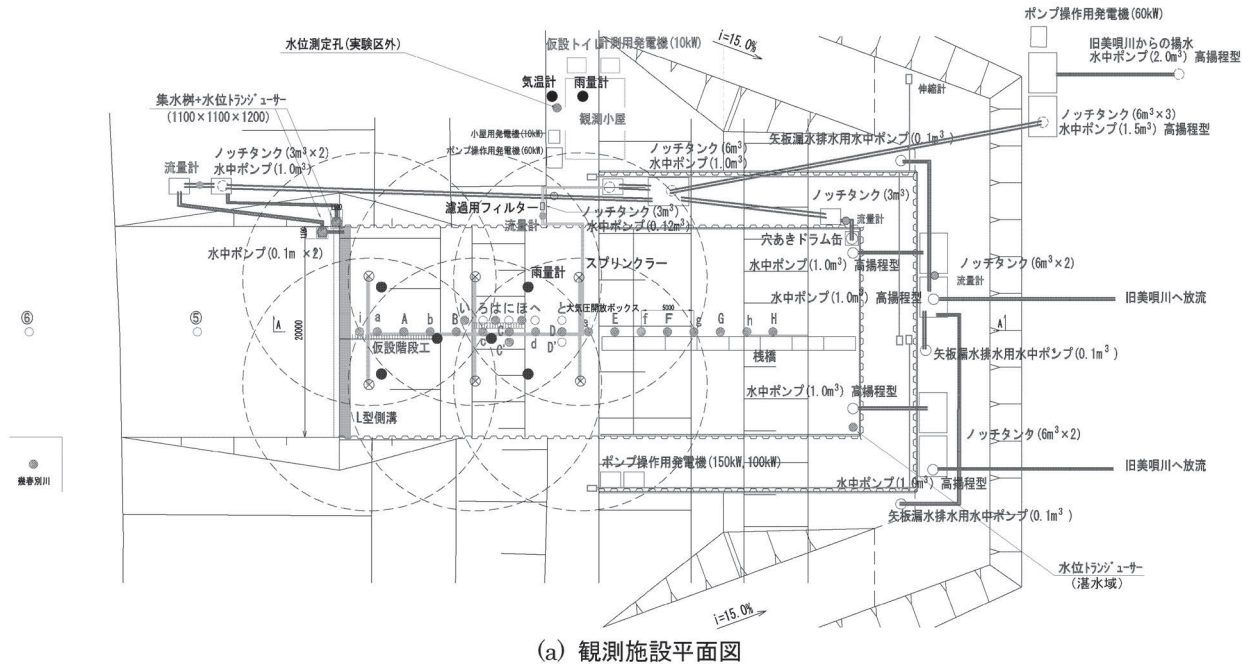 ポンプ操作用発電機(60kW)
旧美唄川からの揚水
水中ポンプ(2.0m³) 高揚程型
水位測定孔(実験区外)
仮設トイレ
計測用発電機(10kW)
i=15.0%
気温計
雨量計
観測小屋
伸縮計
集水桝+水位トランジューサー
(1100×1100×1200)
小屋用発電機(10kW)
ポンプ操作用発電機(60kW)
ノッチタンク(6m³×3)
水中ポンプ(1.5m³) 高揚程型
矢板漏水排水用水中ポンプ(0.1m³)
ノッチタンク(3m³×2)
水中ポンプ(1.0m³)
流量計
ノッチタンク(6m³)
水中ポンプ(1.0m³)
濾過用フィルター
流量計
ノッチタンク(3m³)
水中ポンプ(0.12m³)
ノッチタンク(3m³)
流量計
穴あきドラム缶
水中ポンプ(0.1m ×2)
雨量計
スプリンクラー
水中ポンプ(1.0m³) 高揚程型
ノッチタンク(6m³×2)
流量計
水中ポンプ(1.0m³) 高揚程型
旧美唄川へ放流
いろはにほへ
と
大気圧開放ボックス
5000
⑥
⑤
A
20000
i a A b B c C C' d D D' e E f F g G h H
A
仮設階段工
桟橋
矢板漏水排水用水中ポンプ(0.1m³)
水中ポンプ(1.0m³) 高揚程型
L型側溝
ノッチタンク(6m³×2)
幾春別川
ポンプ操作用発電機(150kW,100kW)
旧美唄川へ放流
水中ポンプ(1.0m³) 高揚程型
矢板漏水排水用水中ポンプ(0.1m³)
水位トランジューサー
(湛水域)
i=15.0%
(a) 観測施設平面図